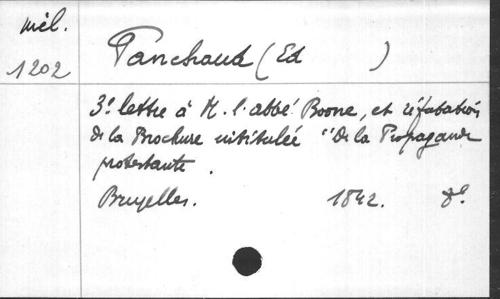 mél.
1202
Panchaud (Ed )
3e lettre à M. l'abbé Boone, et réfutation
de la Brochure intitulée "De la Propagande
protestante.
Bruxelles. 1842. 8°.